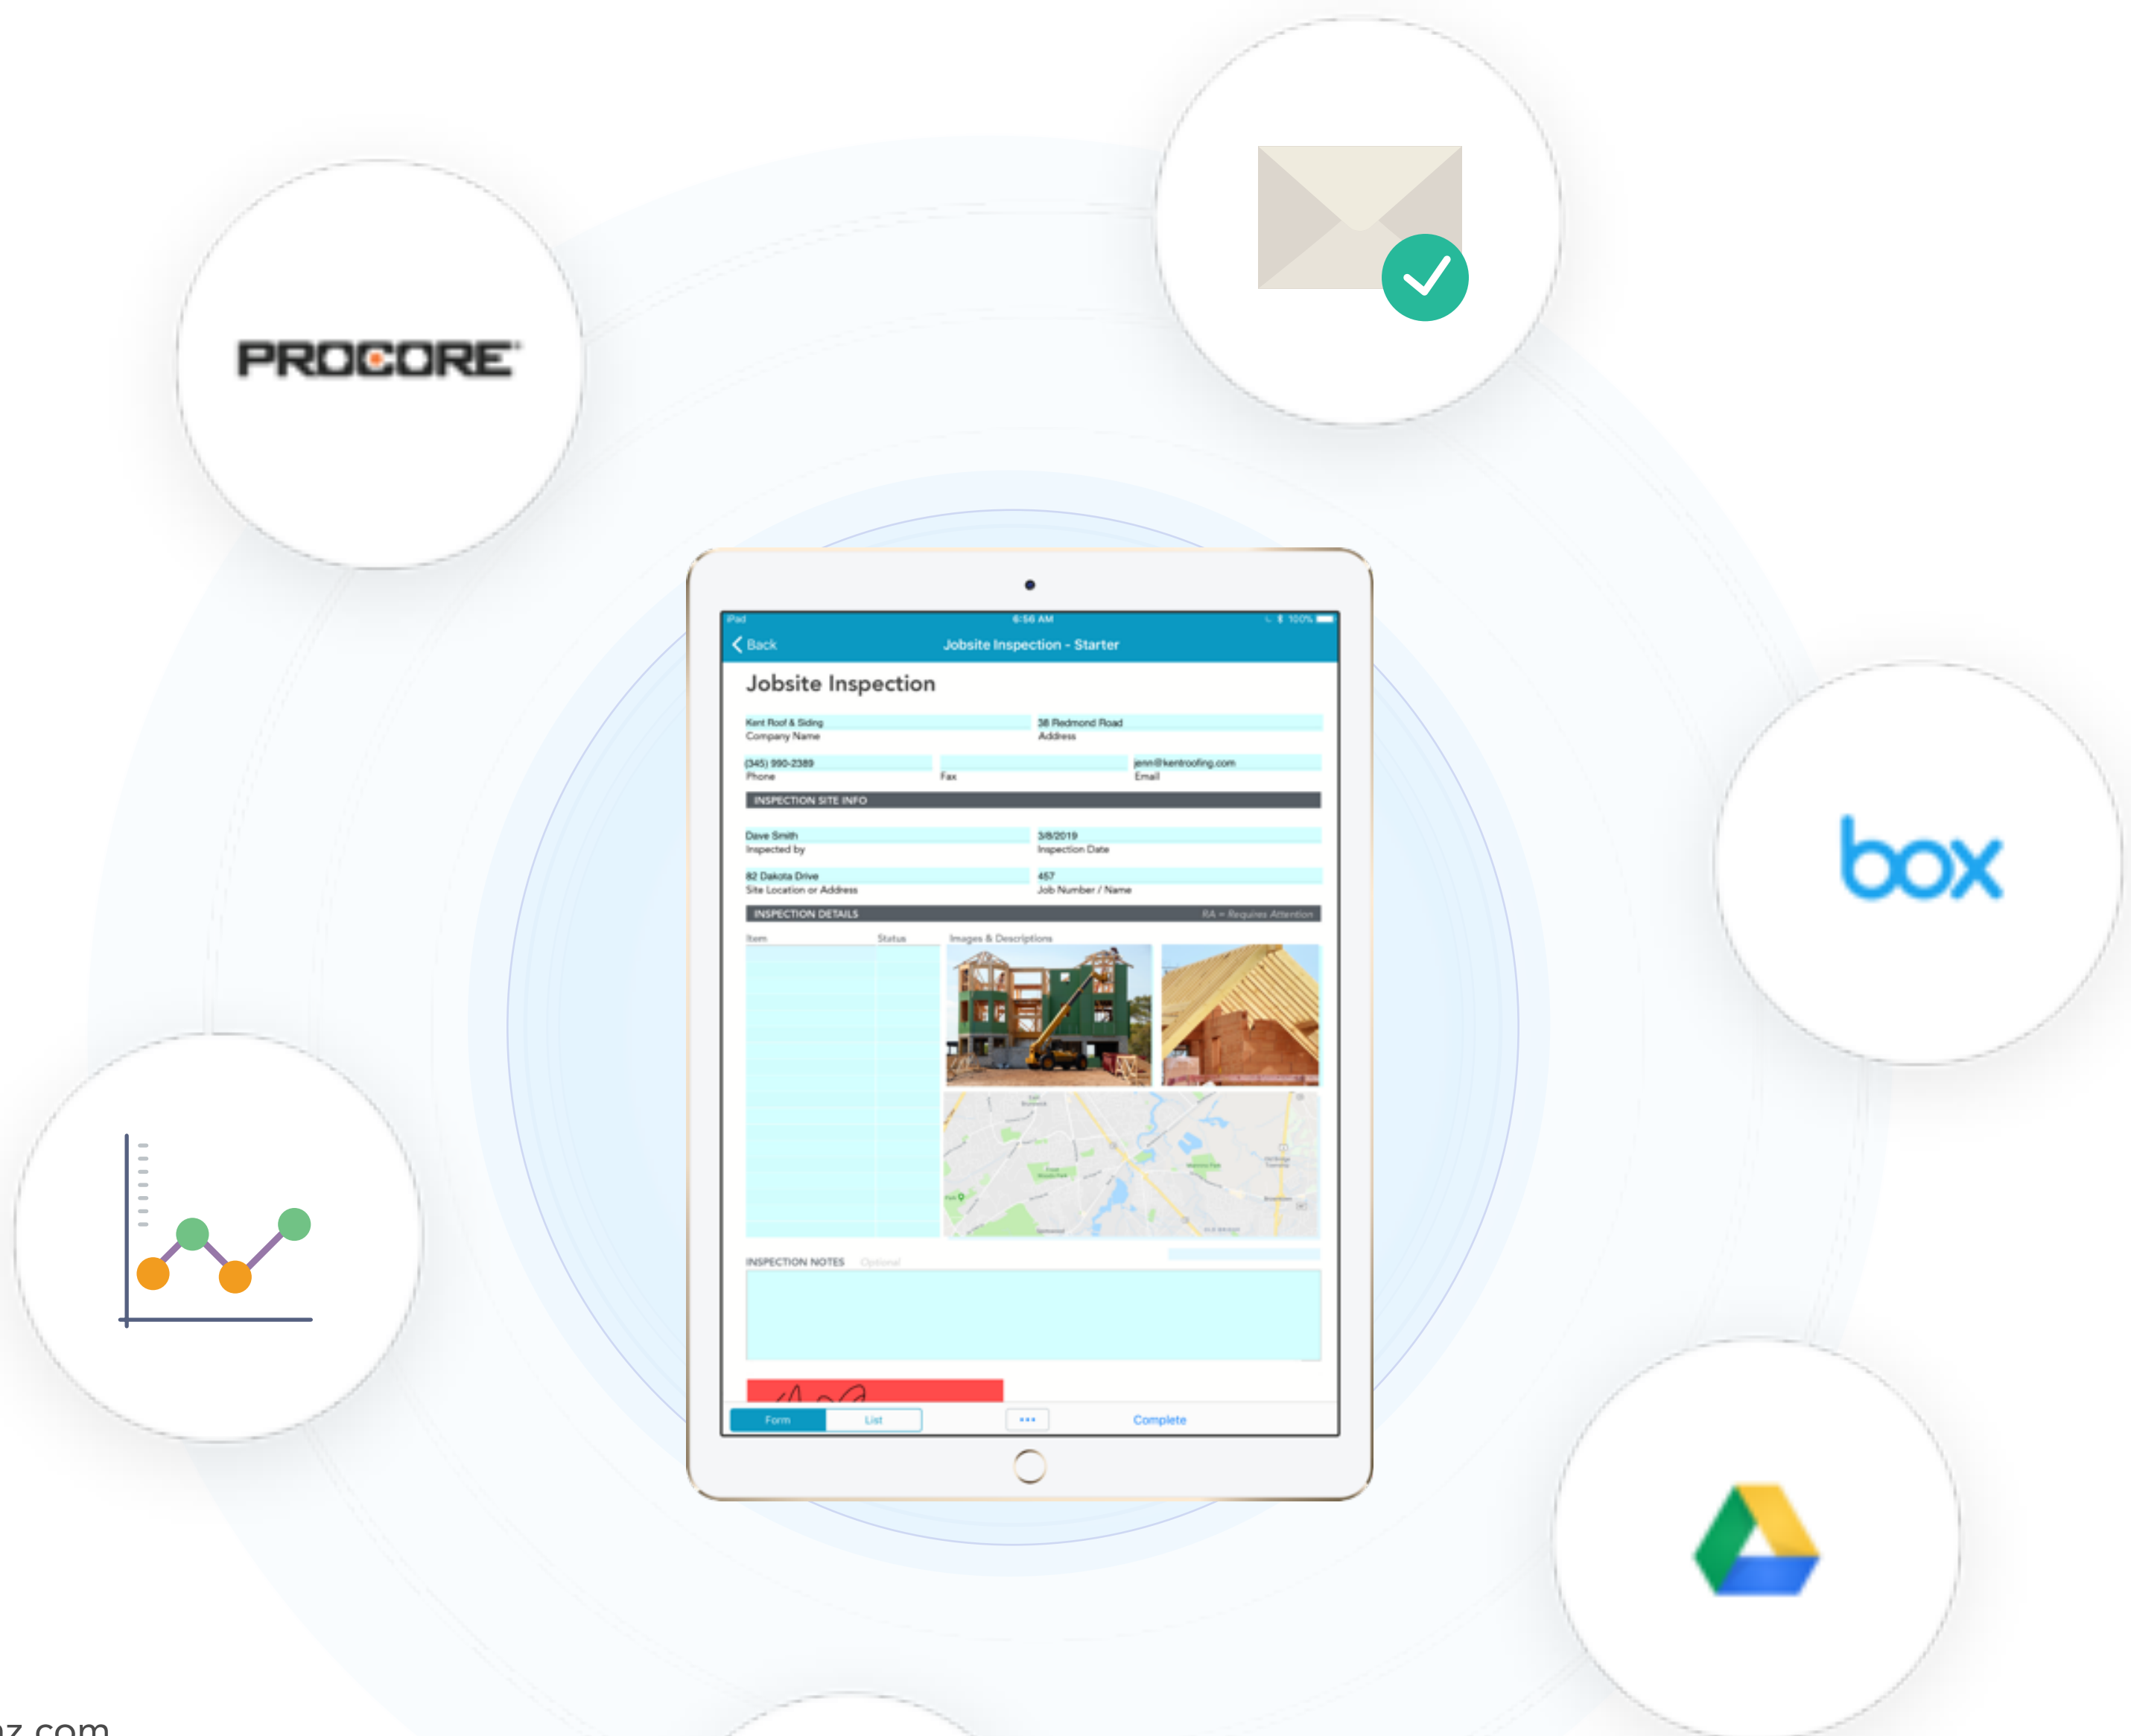 PROCORE
iPad 6:56 AM 100%
Back Jobsite Inspection - Starter
Jobsite Inspection
Kent Roof & Siding 38 Redmond Road
Company Name Address
(345) 990-2389 jenn@kentroofing.com
Phone Fax Email
INSPECTION SITE INFO
Dave Smith 3/8/2019
Inspected by Inspection Date
box
82 Dakota Drive 457
Site Location or Address Job Number / Name
INSPECTION DETAILS RA = Requires Attention
Item Status Images & Descriptions
INSPECTION NOTES Optional
Form List ••• Complete
z.com